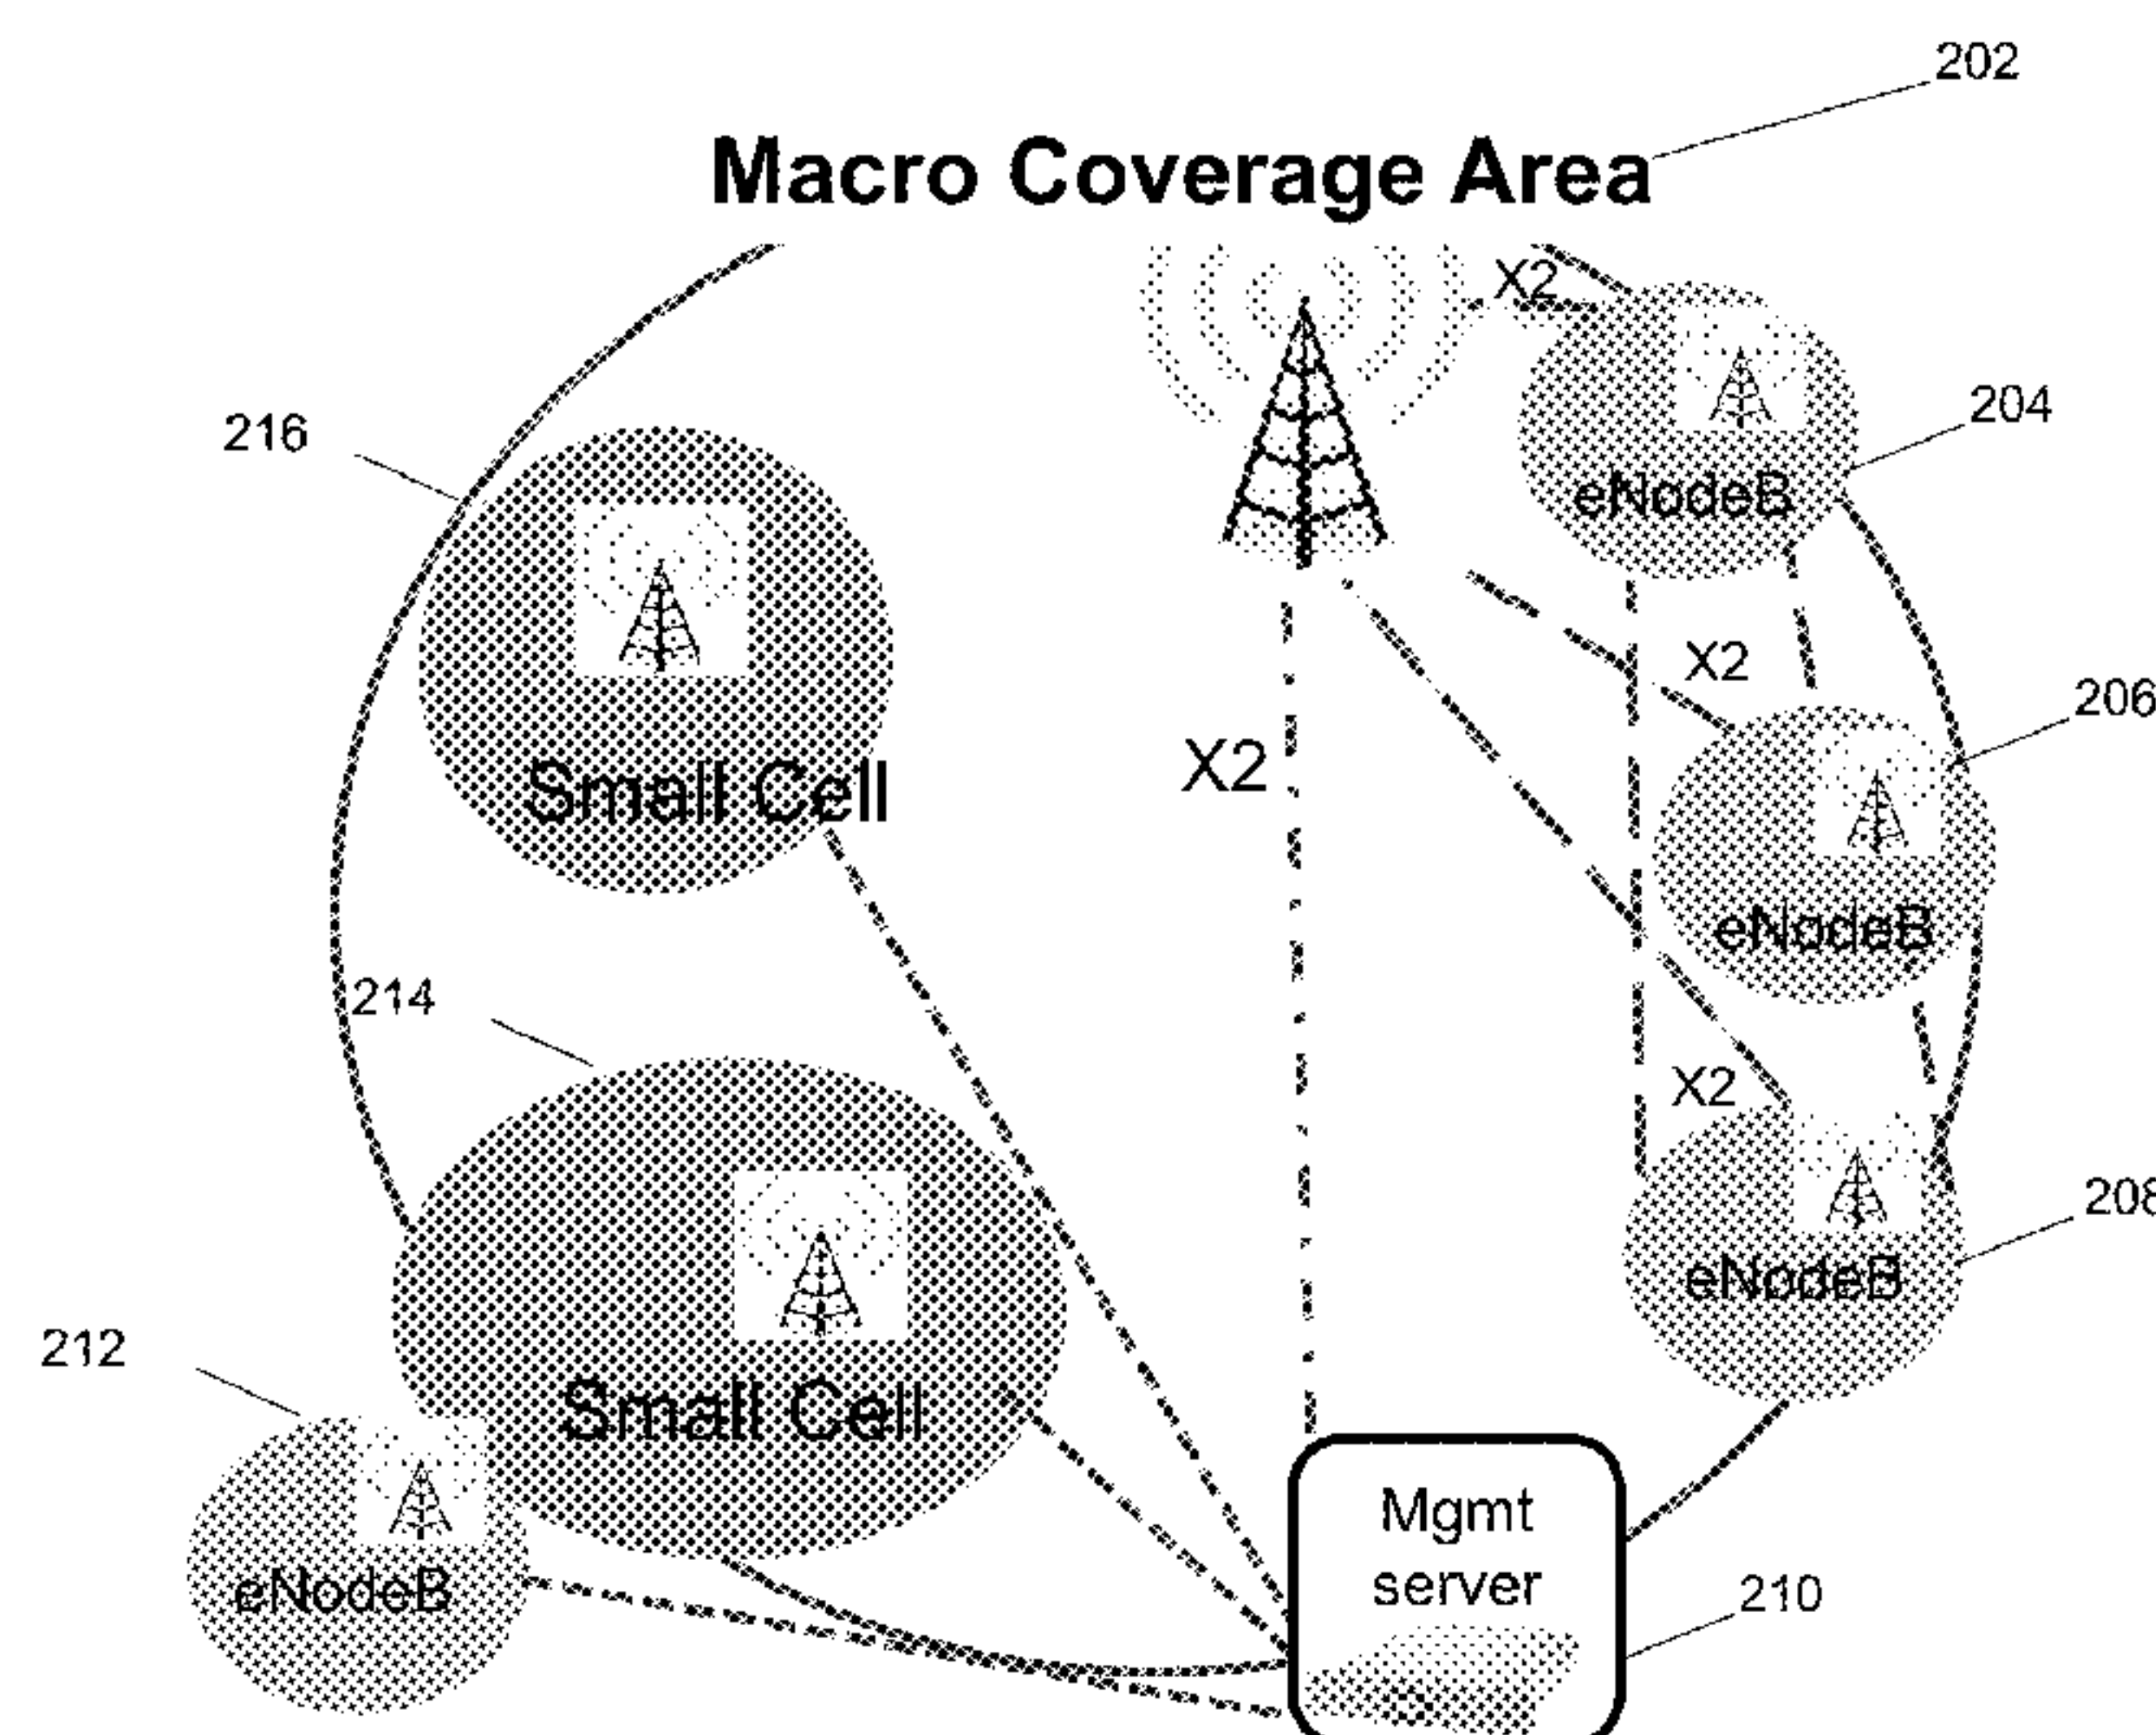 202
Macro Coverage Area
X2
204
216
eNodeB
X2
206
X2
Small Cell
eNodeB
214
X2
208
eNodeB
212
Small Cell
Mgmt
server
eNodeB
210